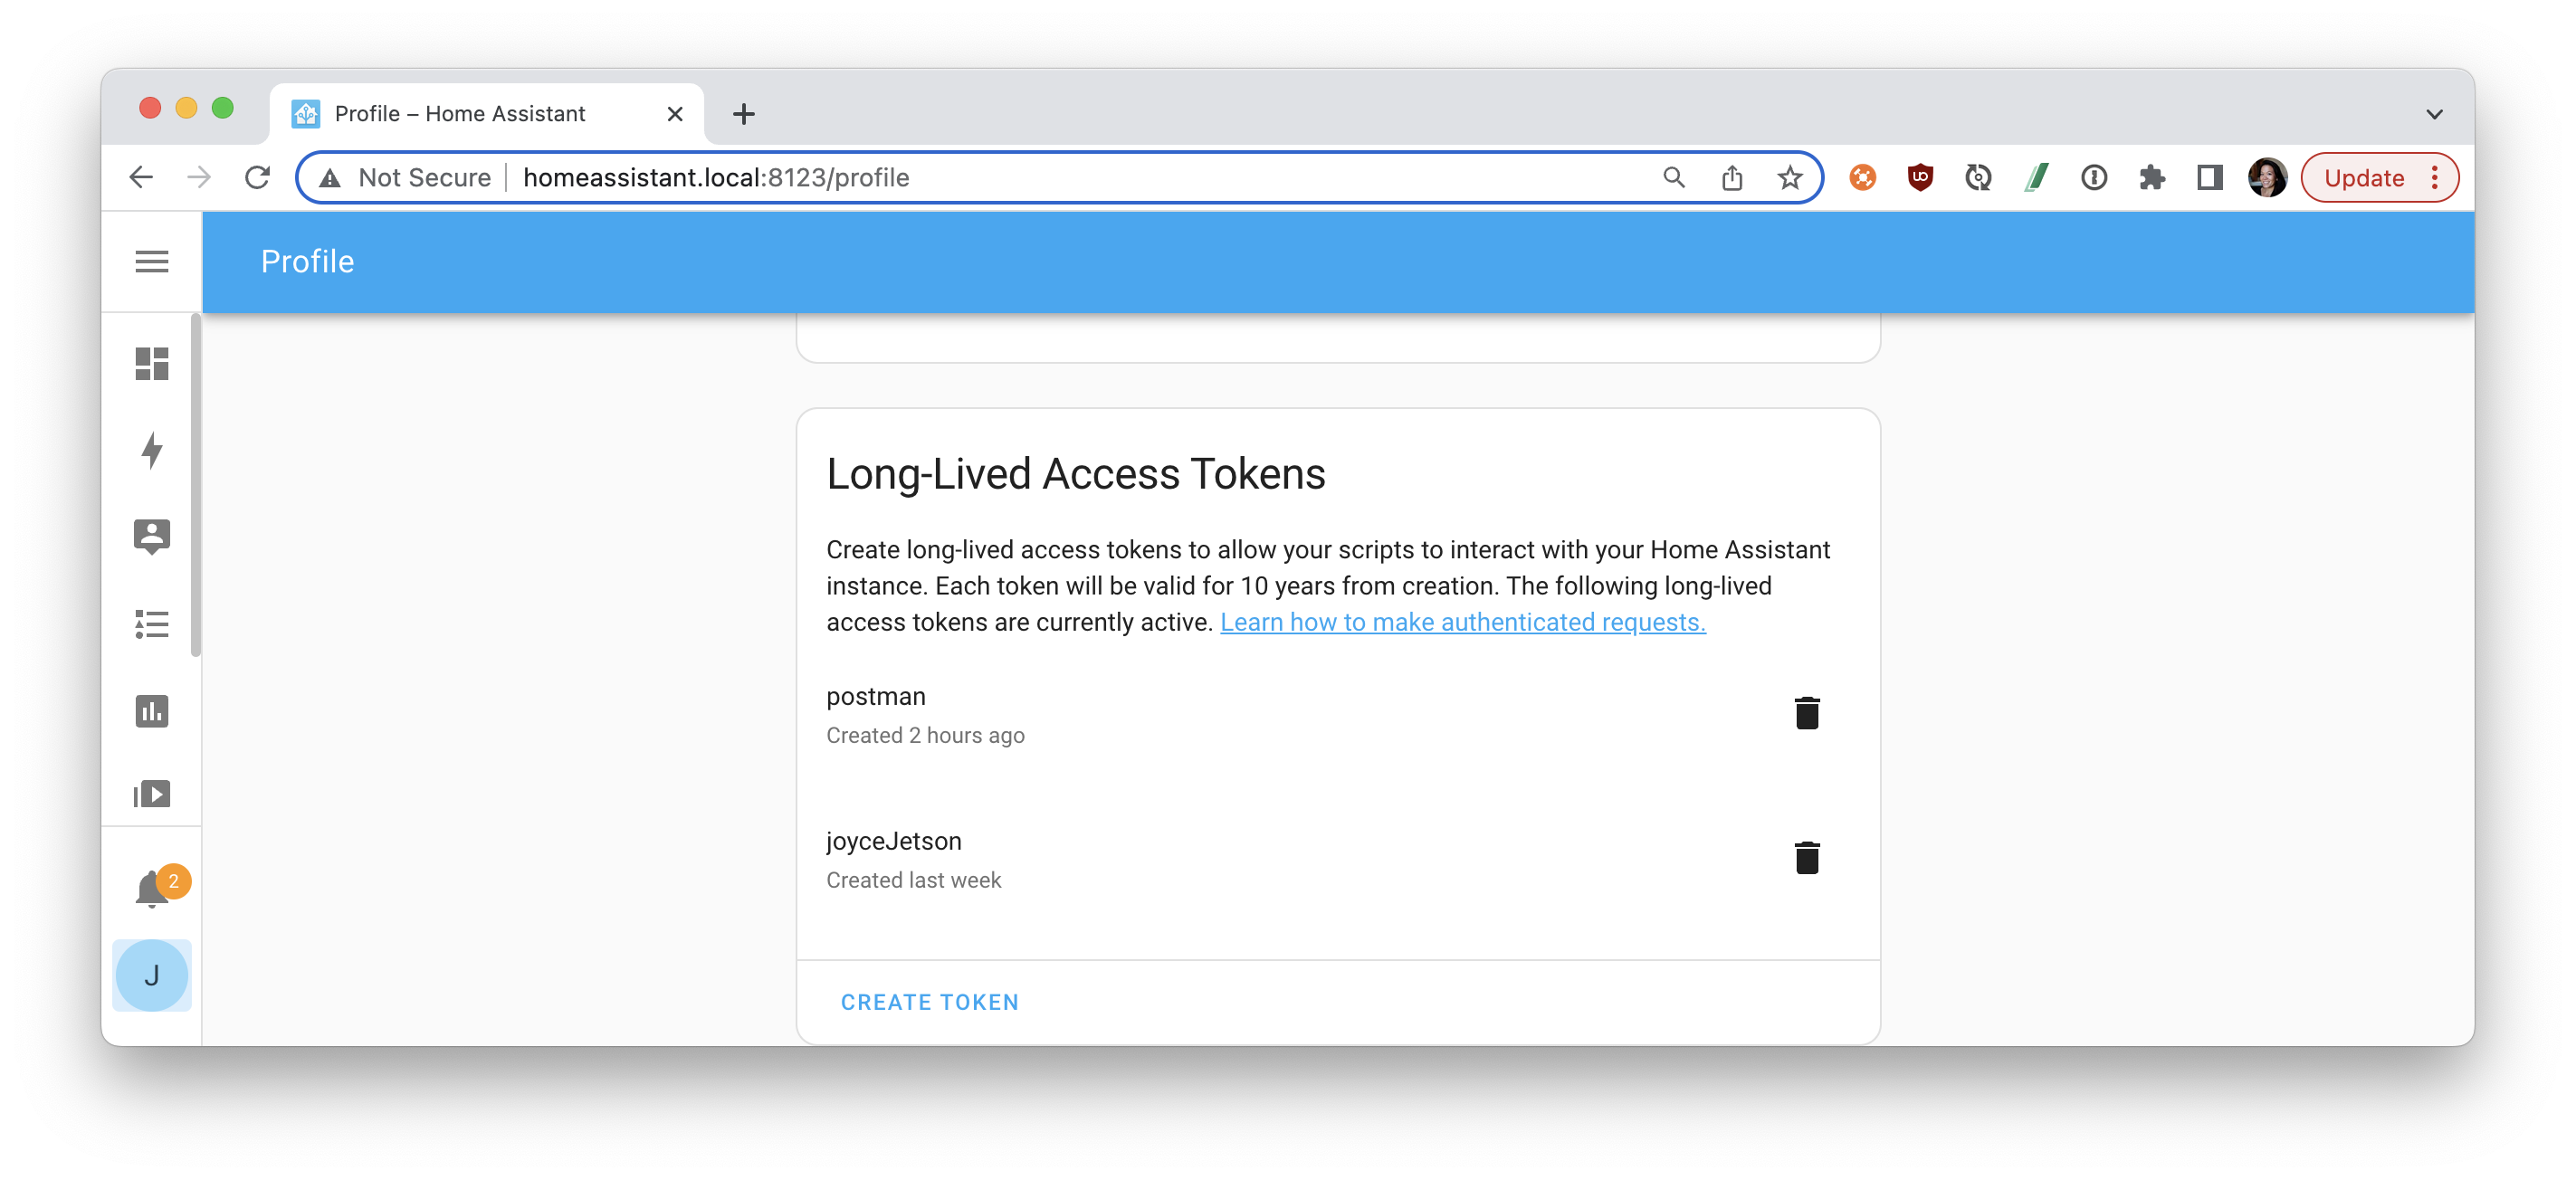 Profile – Home Assistant
Not Secure
homeassistant.local:8123/profile
Update
Profile
Long-Lived Access Tokens
Create long-lived access tokens to allow your scripts to interact with your Home Assistant
instance. Each token will be valid for 10 years from creation. The following long-lived
access tokens are currently active. Learn how to make authenticated requests.
postman
Created 2 hours ago
joyceJetson
Created last week
2
J
CREATE TOKEN